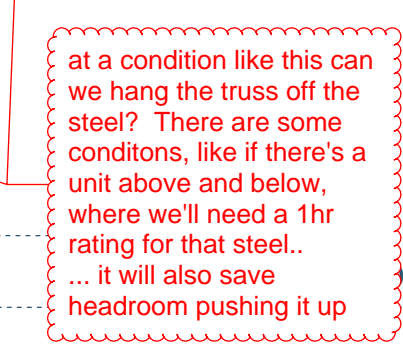 at a condition like this can
we hang the truss off the
steel?  There are some
conditons, like if there's a
unit above and below,
where we'll need a 1hr
rating for that steel..
... it will also save
headroom pushing it up